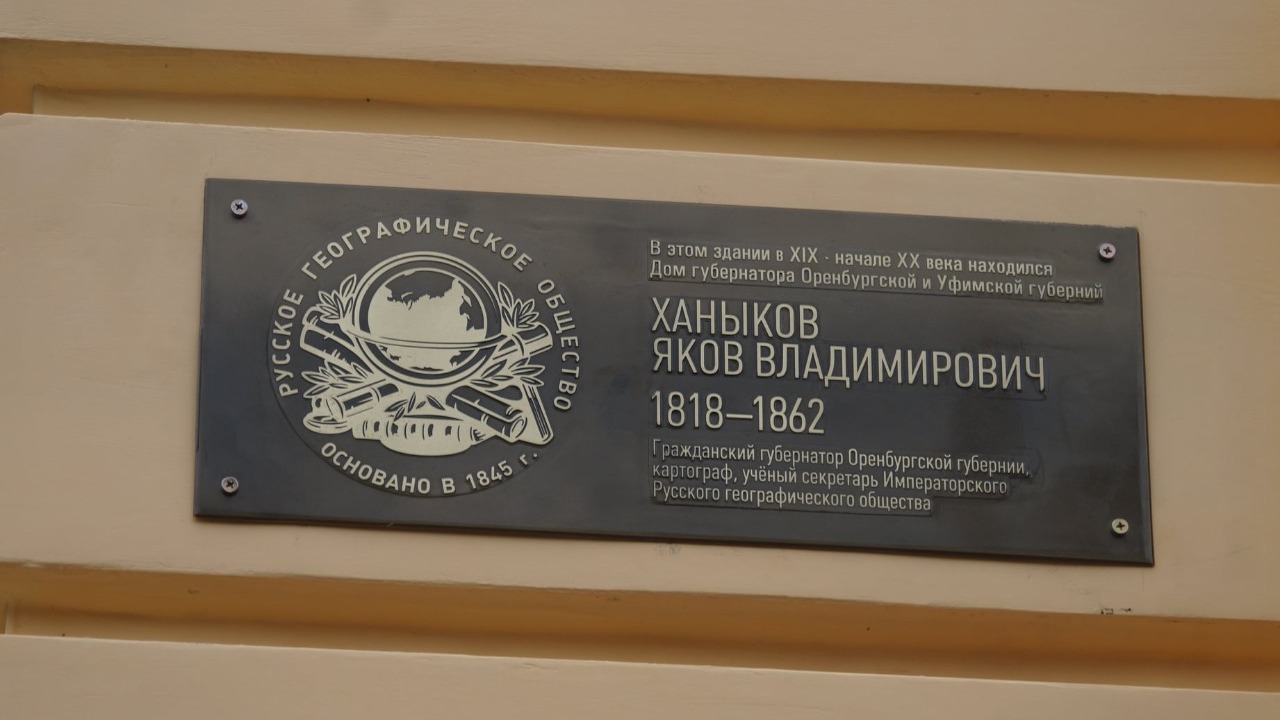 РУССКОЕ ГЕОГРАФИЧЕСКОЕ ОБЩЕСТВО
ОСНОВАНО В 1845 г.
В этом здании в XIX - начале XX века находился
Дом губернатора Оренбургской и Уфимской губерний
ХАНЫКОВ
ЯКОВ ВЛАДИМИРОВИЧ
1818—1862
Гражданский губернатор Оренбургской губернии,
картограф, учёный секретарь Императорского
Русского географического общества